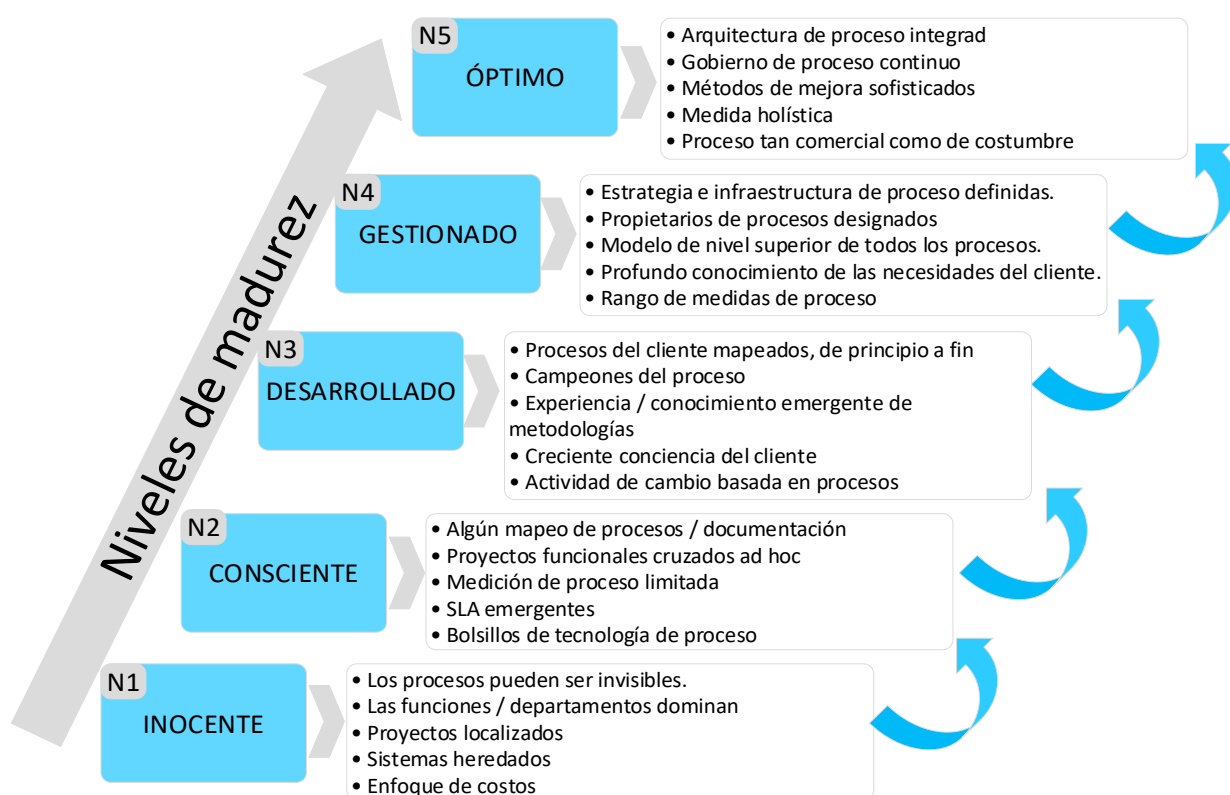 Niveles de madurez
N5
ÓPTIMO
• Arquitectura de proceso integrad
• Gobierno de proceso continuo
• Métodos de mejora sofisticados
• Medida holística
• Proceso tan comercial como de costumbre
N4
GESTIONADO
• Estrategia e infraestructura de proceso definidas.
• Propietarios de procesos designados
• Modelo de nivel superior de todos los procesos.
• Profundo conocimiento de las necesidades del cliente.
• Rango de medidas de proceso
N3
DESARROLLADO
• Procesos del cliente mapeados, de principio a fin
• Campeones del proceso
• Experiencia / conocimiento emergente de
metodologías
• Creciente conciencia del cliente
• Actividad de cambio basada en procesos
N2
CONSCIENTE
• Algún mapeo de procesos / documentación
• Proyectos funcionales cruzados ad hoc
• Medición de proceso limitada
• SLA emergentes
• Bolsillos de tecnología de proceso
N1
INOCENTE
• Los procesos pueden ser invisibles.
• Las funciones / departamentos dominan
• Proyectos localizados
• Sistemas heredados
• Enfoque de costos